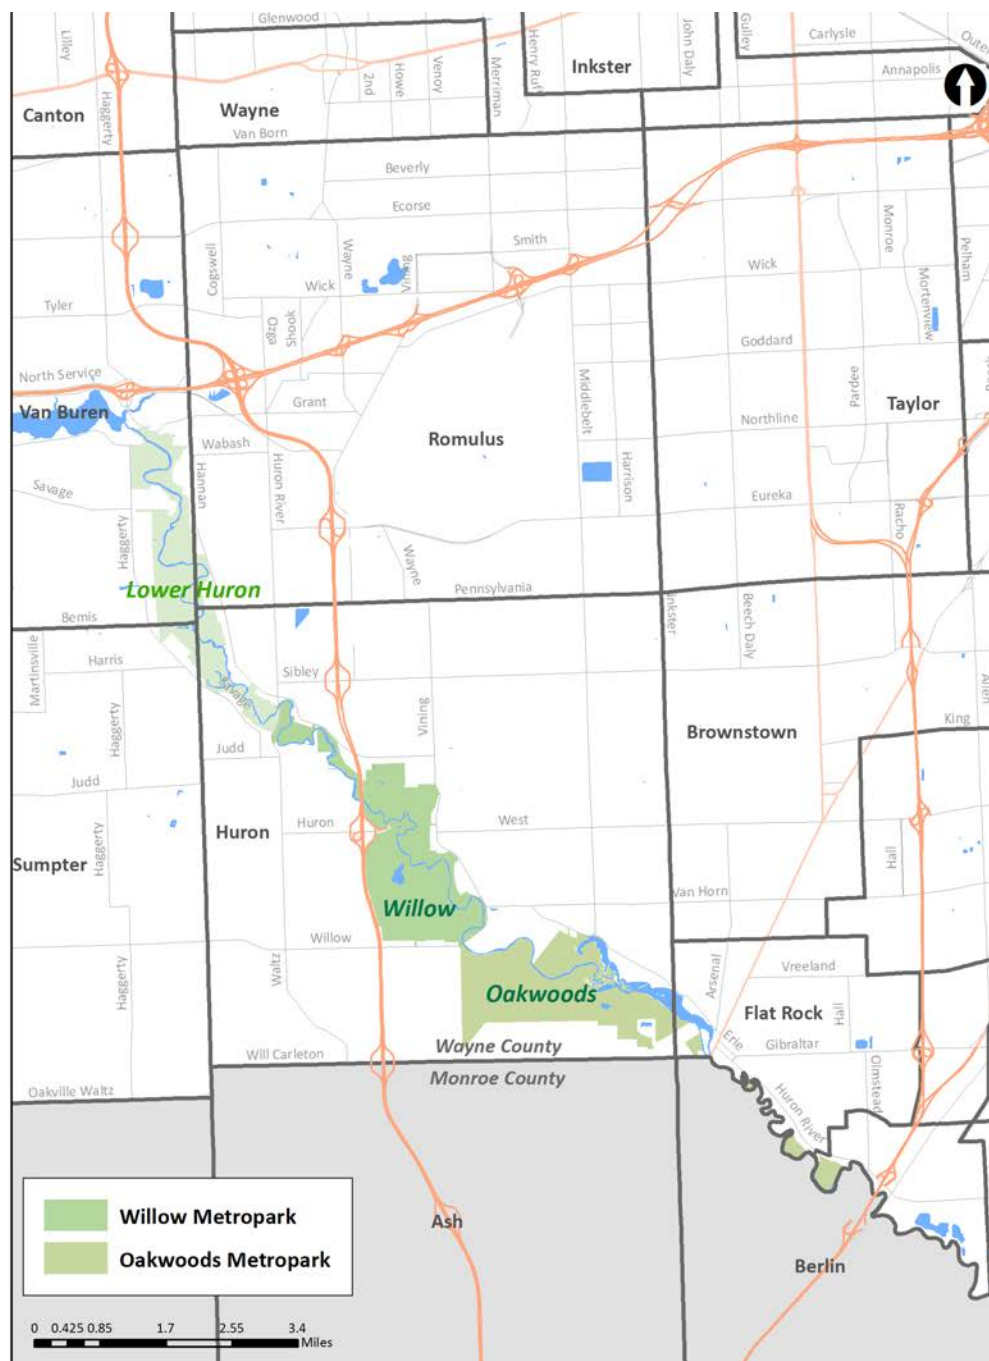 Glenwood
Lilley
Haggerty
Canton
Wayne
2nd
Howe
Venoy
Merriman
Henry Ruff
Inkster
John Daly
Gulley
Carlysle
Outer
Annapolis
Van Born
Beverly
Ecorse
Smith
Cogswell
Wayne
Vining
Wick
Wick
Monroe
Pelham
Mortenview
Tyler
Ozga
Shook
Goddard
North Service
Van Buren
Grant
Middlebelt
Pardee
Taylor
Romulus
Northline
Wabash
Hannan
Huron River
Harrison
Savage
Eureka
Racho
Haggerty
Wayne
Pennsylvania
Lower Huron
Inkster
Beech Daly
Bemis
Martinsville
Harris
Haggerty
Sibley
Savage
Vining
Allen
King
Judd
Brownstown
Judd
Haggerty
Huron
Huron
West
Hall
Sumpter
Van Horn
Willow
Willow
Waltz
Haggerty
Arsenal
Vreeland
Oakwoods
Flat Rock
Hall
Erie
Gibraltar
Will Carleton
Wayne County
Monroe County
Olmstead
Huron River
Oakville Waltz
Willow Metropark
Oakwoods Metropark
Ash
Berlin
0 0.425 0.85 1.7 2.55 3.4
Miles